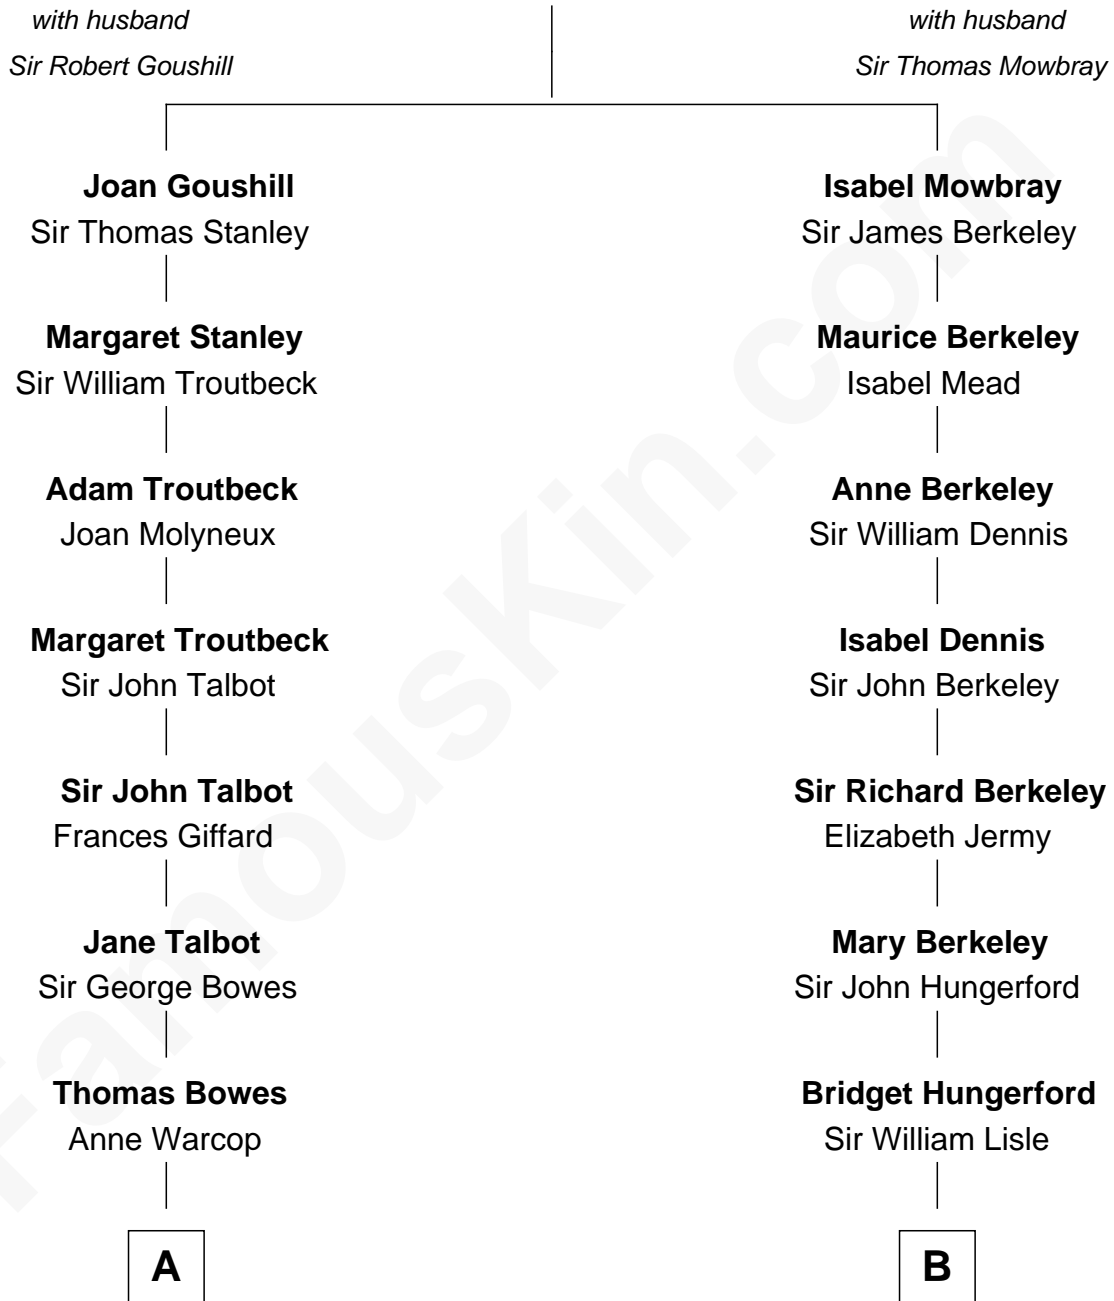 with husband
Sir Robert Goushill
with husband
Sir Thomas Mowbray
Joan Goushill
Sir Thomas Stanley
Isabel Mowbray
Sir James Berkeley
Margaret Stanley
Sir William Troutbeck
Maurice Berkeley
Isabel Mead
Adam Troutbeck
Joan Molyneux
Anne Berkeley
Sir William Dennis
Margaret Troutbeck
Sir John Talbot
Isabel Dennis
Sir John Berkeley
Sir John Talbot
Frances Giffard
Sir Richard Berkeley
Elizabeth Jermy
Jane Talbot
Sir George Bowes
Mary Berkeley
Sir John Hungerford
Thomas Bowes
Anne Warcop
Bridget Hungerford
Sir William Lisle
A
B
FamousKin.com